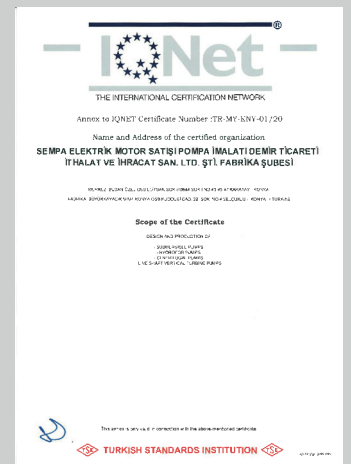 IQNet ®
THE INTERNATIONAL CERTIFICATION NETWORK
Annex to IQNET Certificate Number :TR-MY-KNY-01/20
Name and Address of the certified organization
SEMPA ELEKTRİK MOTOR SATIŞI POMPA İMALATI DEMİR TİCARETİ
İTHALAT VE İHRACAT SAN. LTD. ŞTİ. FABRİKA ŞUBESİ
KONYA
KONYA - TÜRKİYE
Scope of the Certificate
DESIGN AND PRODUCTION OF
- SUBMERSIBLE PUMPS
- HYDROFOR PUMPS
- CENTRIFUGAL PUMPS
LINE SHAFT VERTICAL TURBINE PUMPS
This annex is only valid in connection with the above-mentioned certificate.
TSE TURKISH STANDARDS INSTITUTION TSE